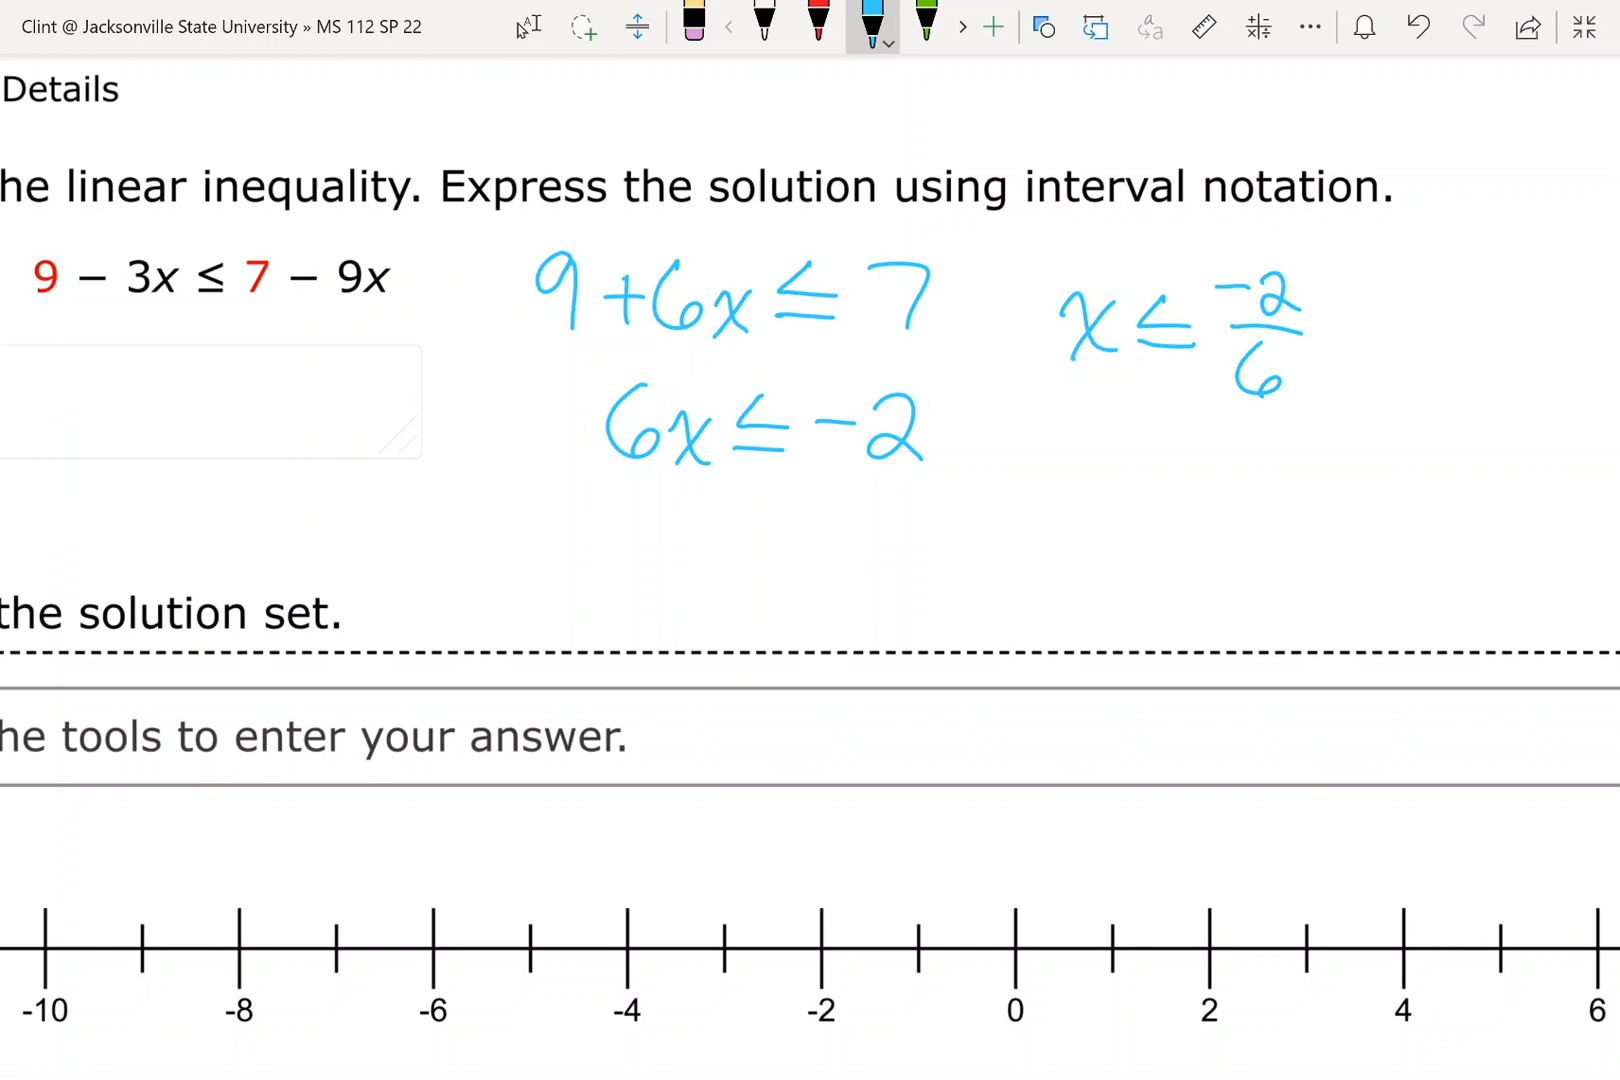 Clint @ Jacksonville State University » MS 112 SP 22
Details
he linear inequality. Express the solution using interval notation.
9 − 3x ≤ 7 − 9x
9 + 6x ≤ 7
6x ≤ -2
x ≤ -2/6
the solution set.
he tools to enter your answer.
-10 -8 -6 -4 -2 0 2 4 6